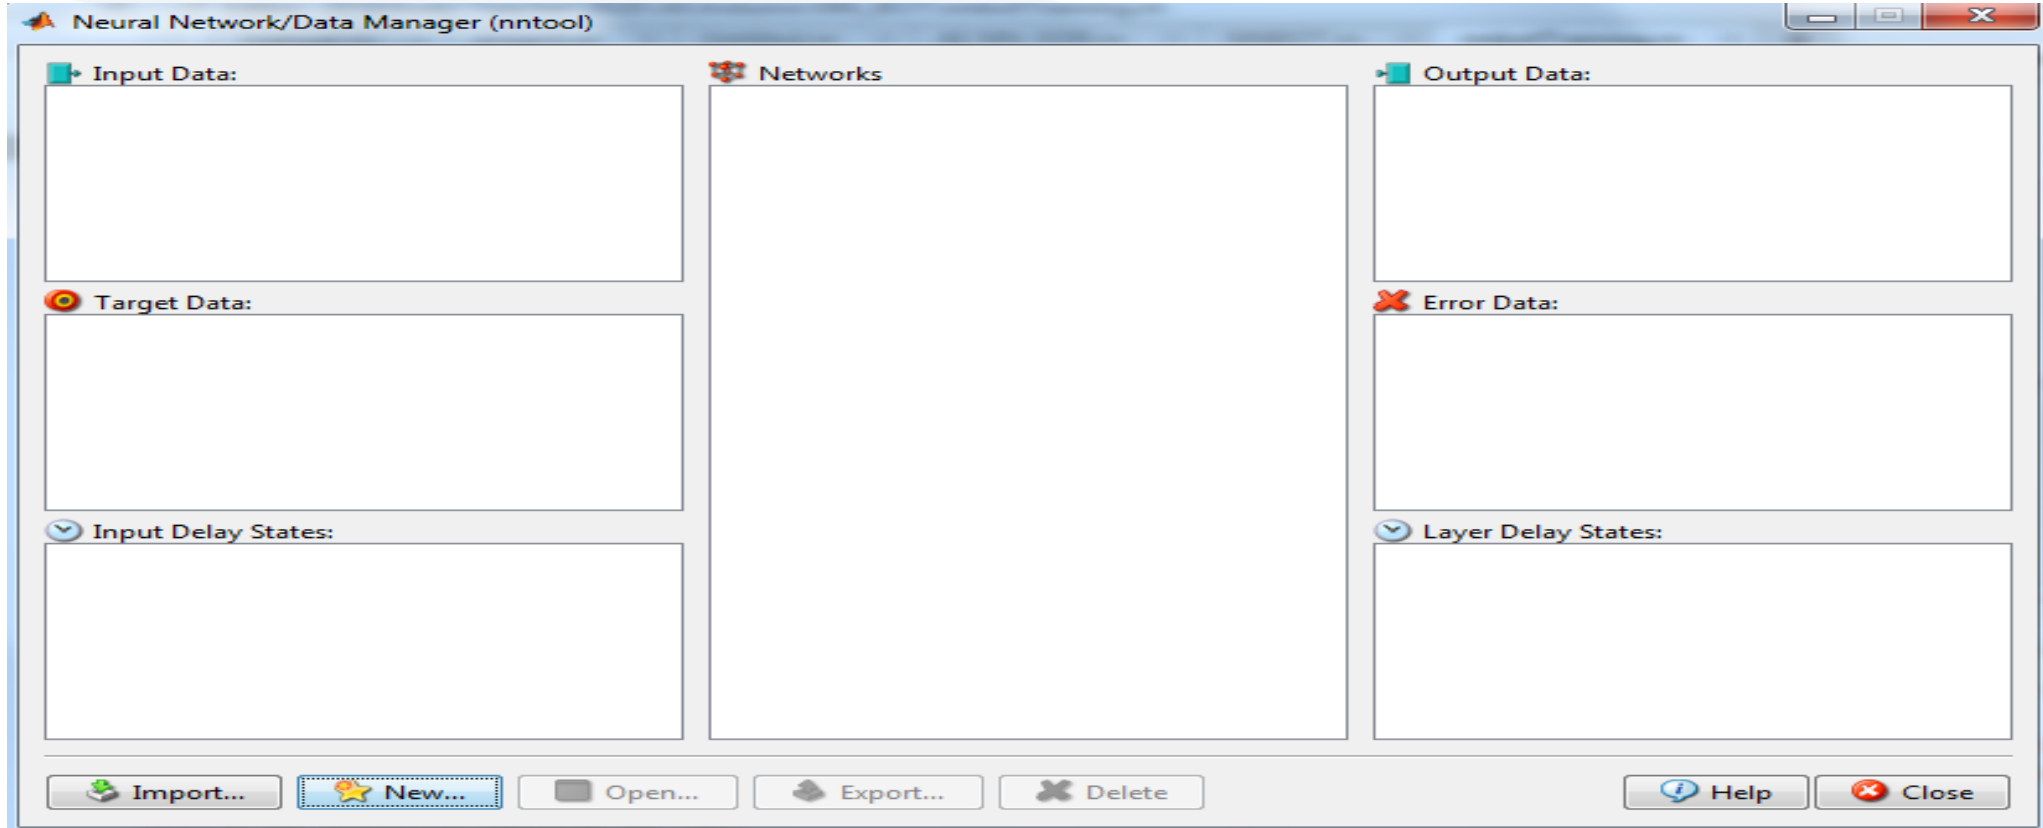 Neural Network/Data Manager (nntool)
Input Data:
Networks
Output Data:
Target Data:
Error Data:
Input Delay States:
Layer Delay States:
Import...
New...
Open...
Export...
Delete
Help
Close